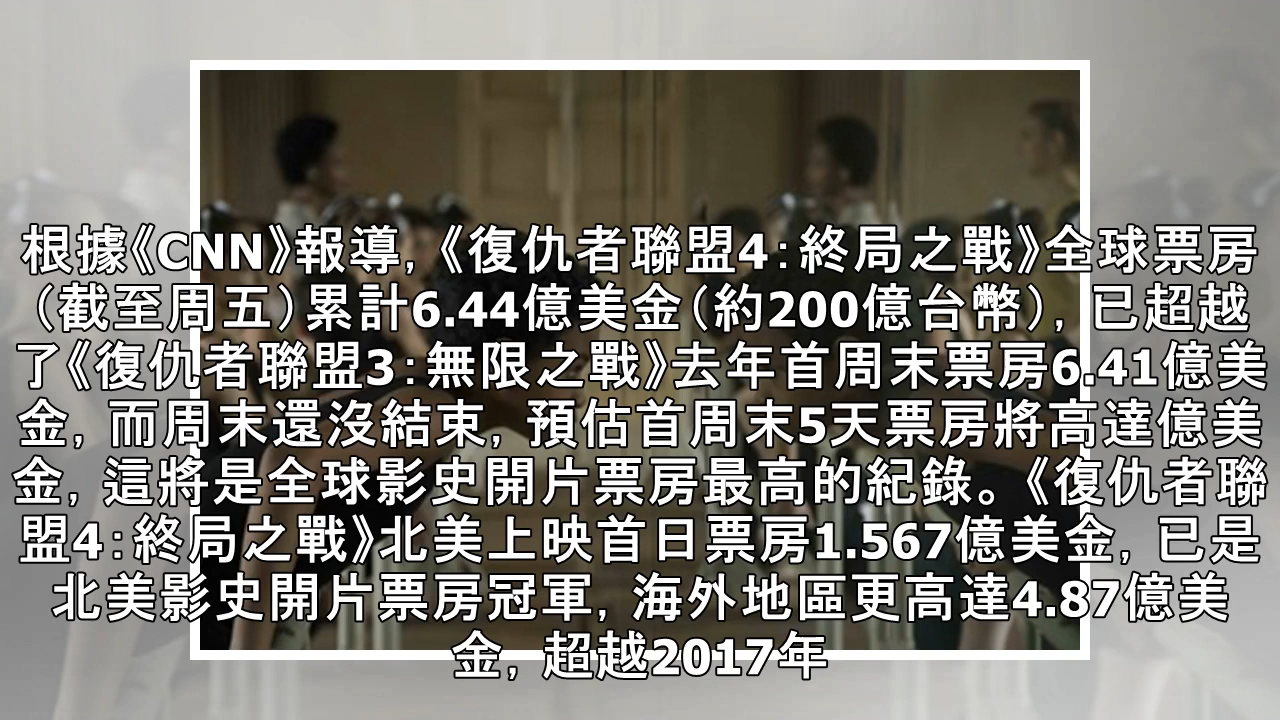 根據《CNN》報導，《復仇者聯盟4：終局之戰》全球票房
（截至周五）累計6.44億美金（約200億台幣），已超越
了《復仇者聯盟3：無限之戰》去年首周末票房6.41億美
金，而周末還沒結束，預估首周末5天票房將高達億美
金，這將是全球影史開片票房最高的紀錄。《復仇者聯
盟4：終局之戰》北美上映首日票房1.567億美金，已是
北美影史開片票房冠軍，海外地區更高達4.87億美
金，超越2017年